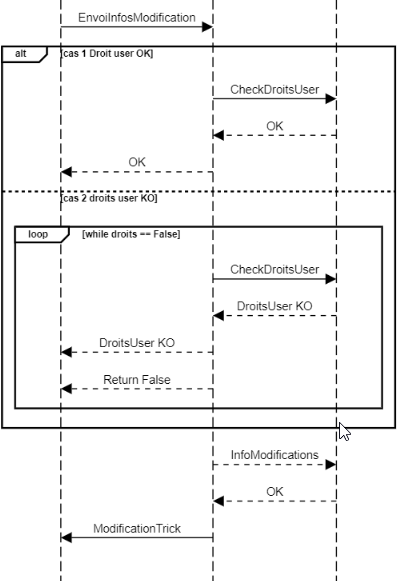 EnvoiInfosModification
alt
[cas 1 Droit user OK]
CheckDroitsUser
OK
OK
[cas 2 droits user KO]
loop
[while droits == False]
CheckDroitsUser
DroitsUser KO
DroitsUser KO
Return False
InfoModifications
OK
ModificationTrick